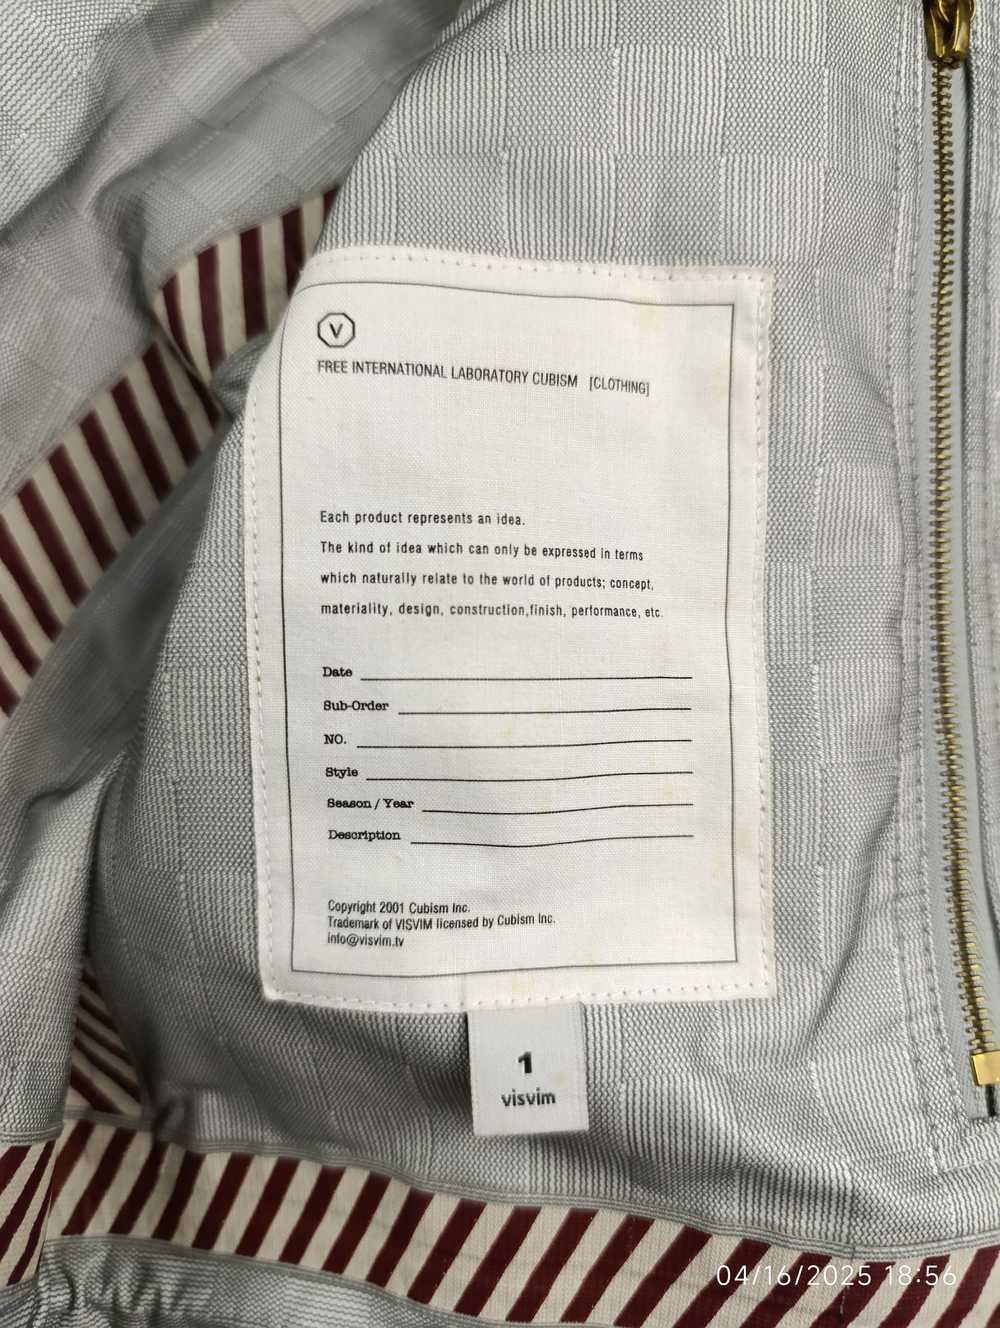 V
FREE INTERNATIONAL LABORATORY CUBISM [CLOTHING]
Each product represents an idea.
The kind of idea which can only be expressed in terms
which naturally relate to the world of products; concept,
materiality, design, construction,finish, performance, etc.
Date
Sub-Order
NO.
Style
Season / Year
Description
Copyright 2001 Cubism Inc.
Trademark of VISVIM licensed by Cubism Inc.
info@visvim.tv
1
visvim
04/16/2025 18:56